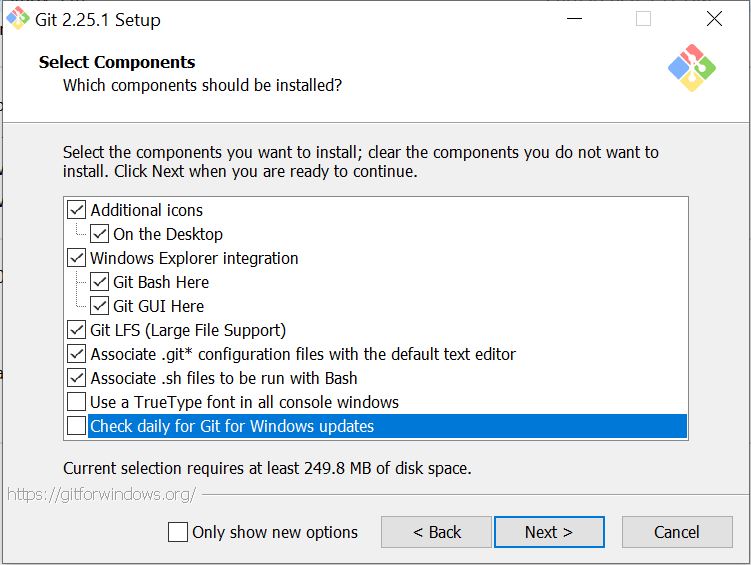 Git 2.25.1 Setup
Select Components
Which components should be installed?
Select the components you want to install; clear the components you do not want to
install. Click Next when you are ready to continue.
Additional icons
On the Desktop
Windows Explorer integration
Git Bash Here
Git GUI Here
Git LFS (Large File Support)
Associate .git* configuration files with the default text editor
Associate .sh files to be run with Bash
Use a TrueType font in all console windows
Check daily for Git for Windows updates
Current selection requires at least 249.8 MB of disk space.
https://gitforwindows.org/
Only show new options
< Back
Next >
Cancel